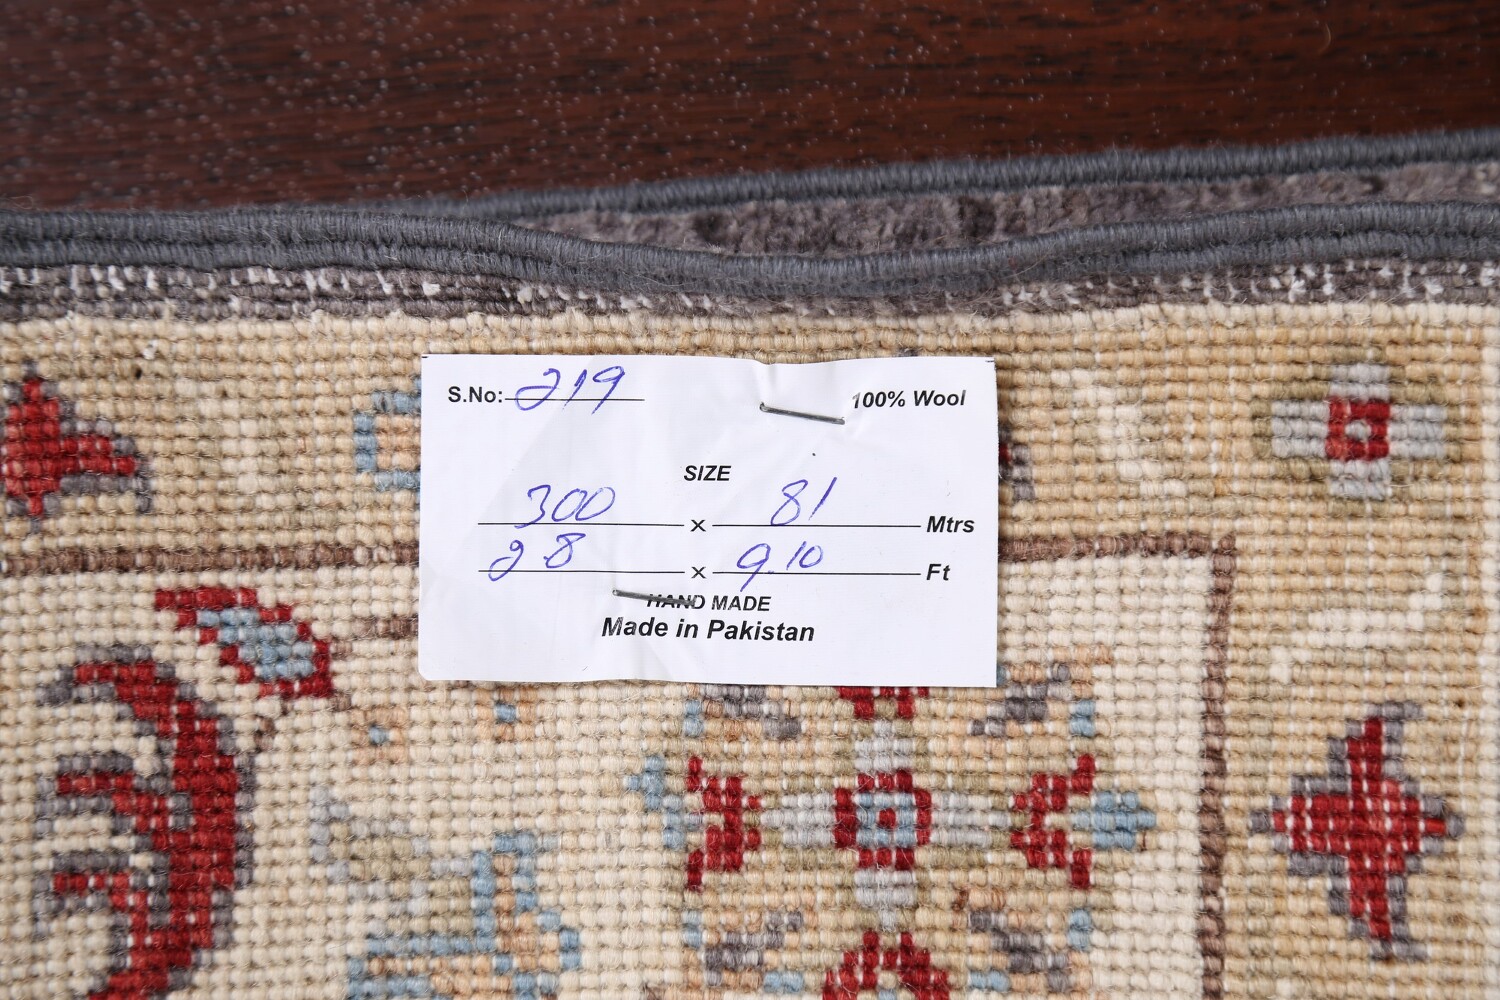 S.No: 219 100% Wool
SIZE
300 x 81 Mtrs
2 8 x 9.10 Ft
HAND MADE
Made in Pakistan